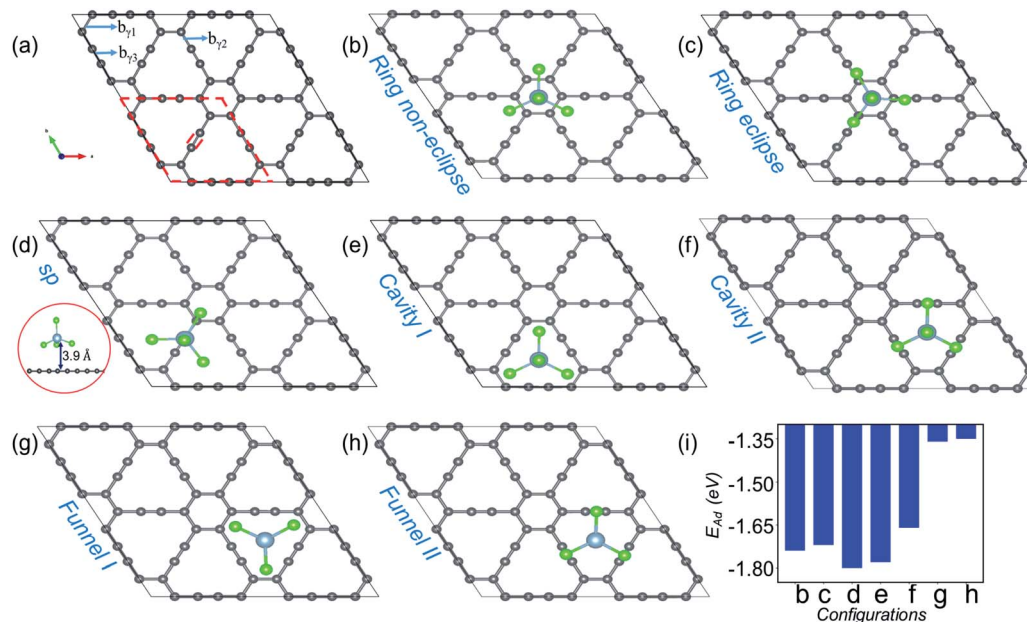 (a)
bγ1
bγ2
bγ3
(b)
Ring non-eclipse
(c)
Ring eclipse
(d)
sp
3.9 Å
(e)
Cavity I
(f)
Cavity II
(g)
Funnel I
(h)
Funnel II
(i)
-1.35
-1.50
-1.65
-1.80
E_Ad (eV)
b c d e f g h
Configurations